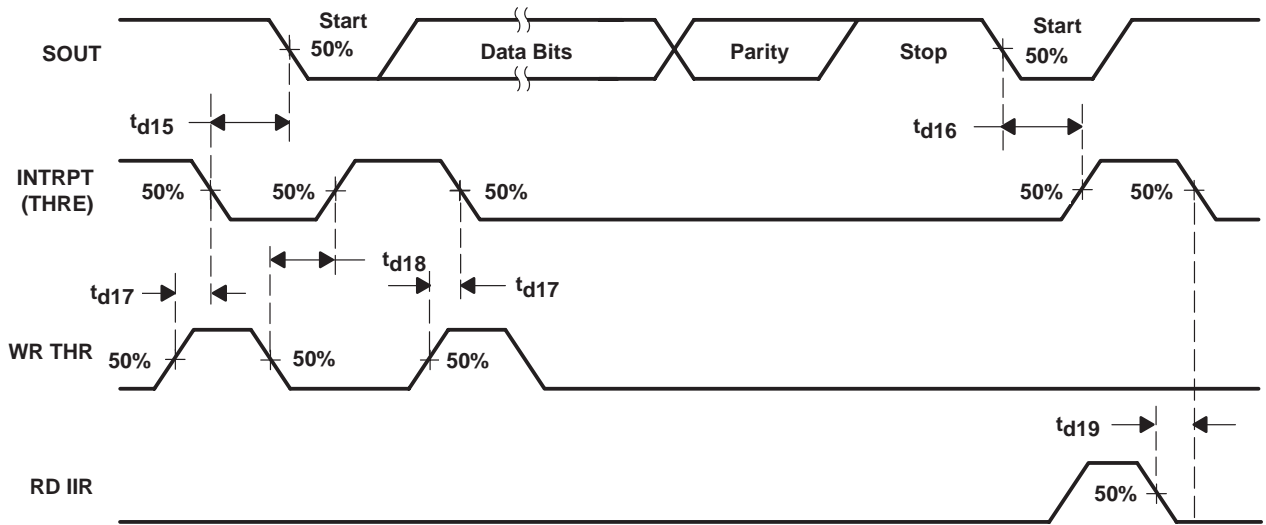 Start
Start
SOUT
50%
Data Bits
Parity
Stop
50%
td15
td16
INTRPT
(THRE)
50%
50%
50%
50%
50%
td18
td17
td17
WR THR
50%
50%
50%
td19
RD IIR
50%